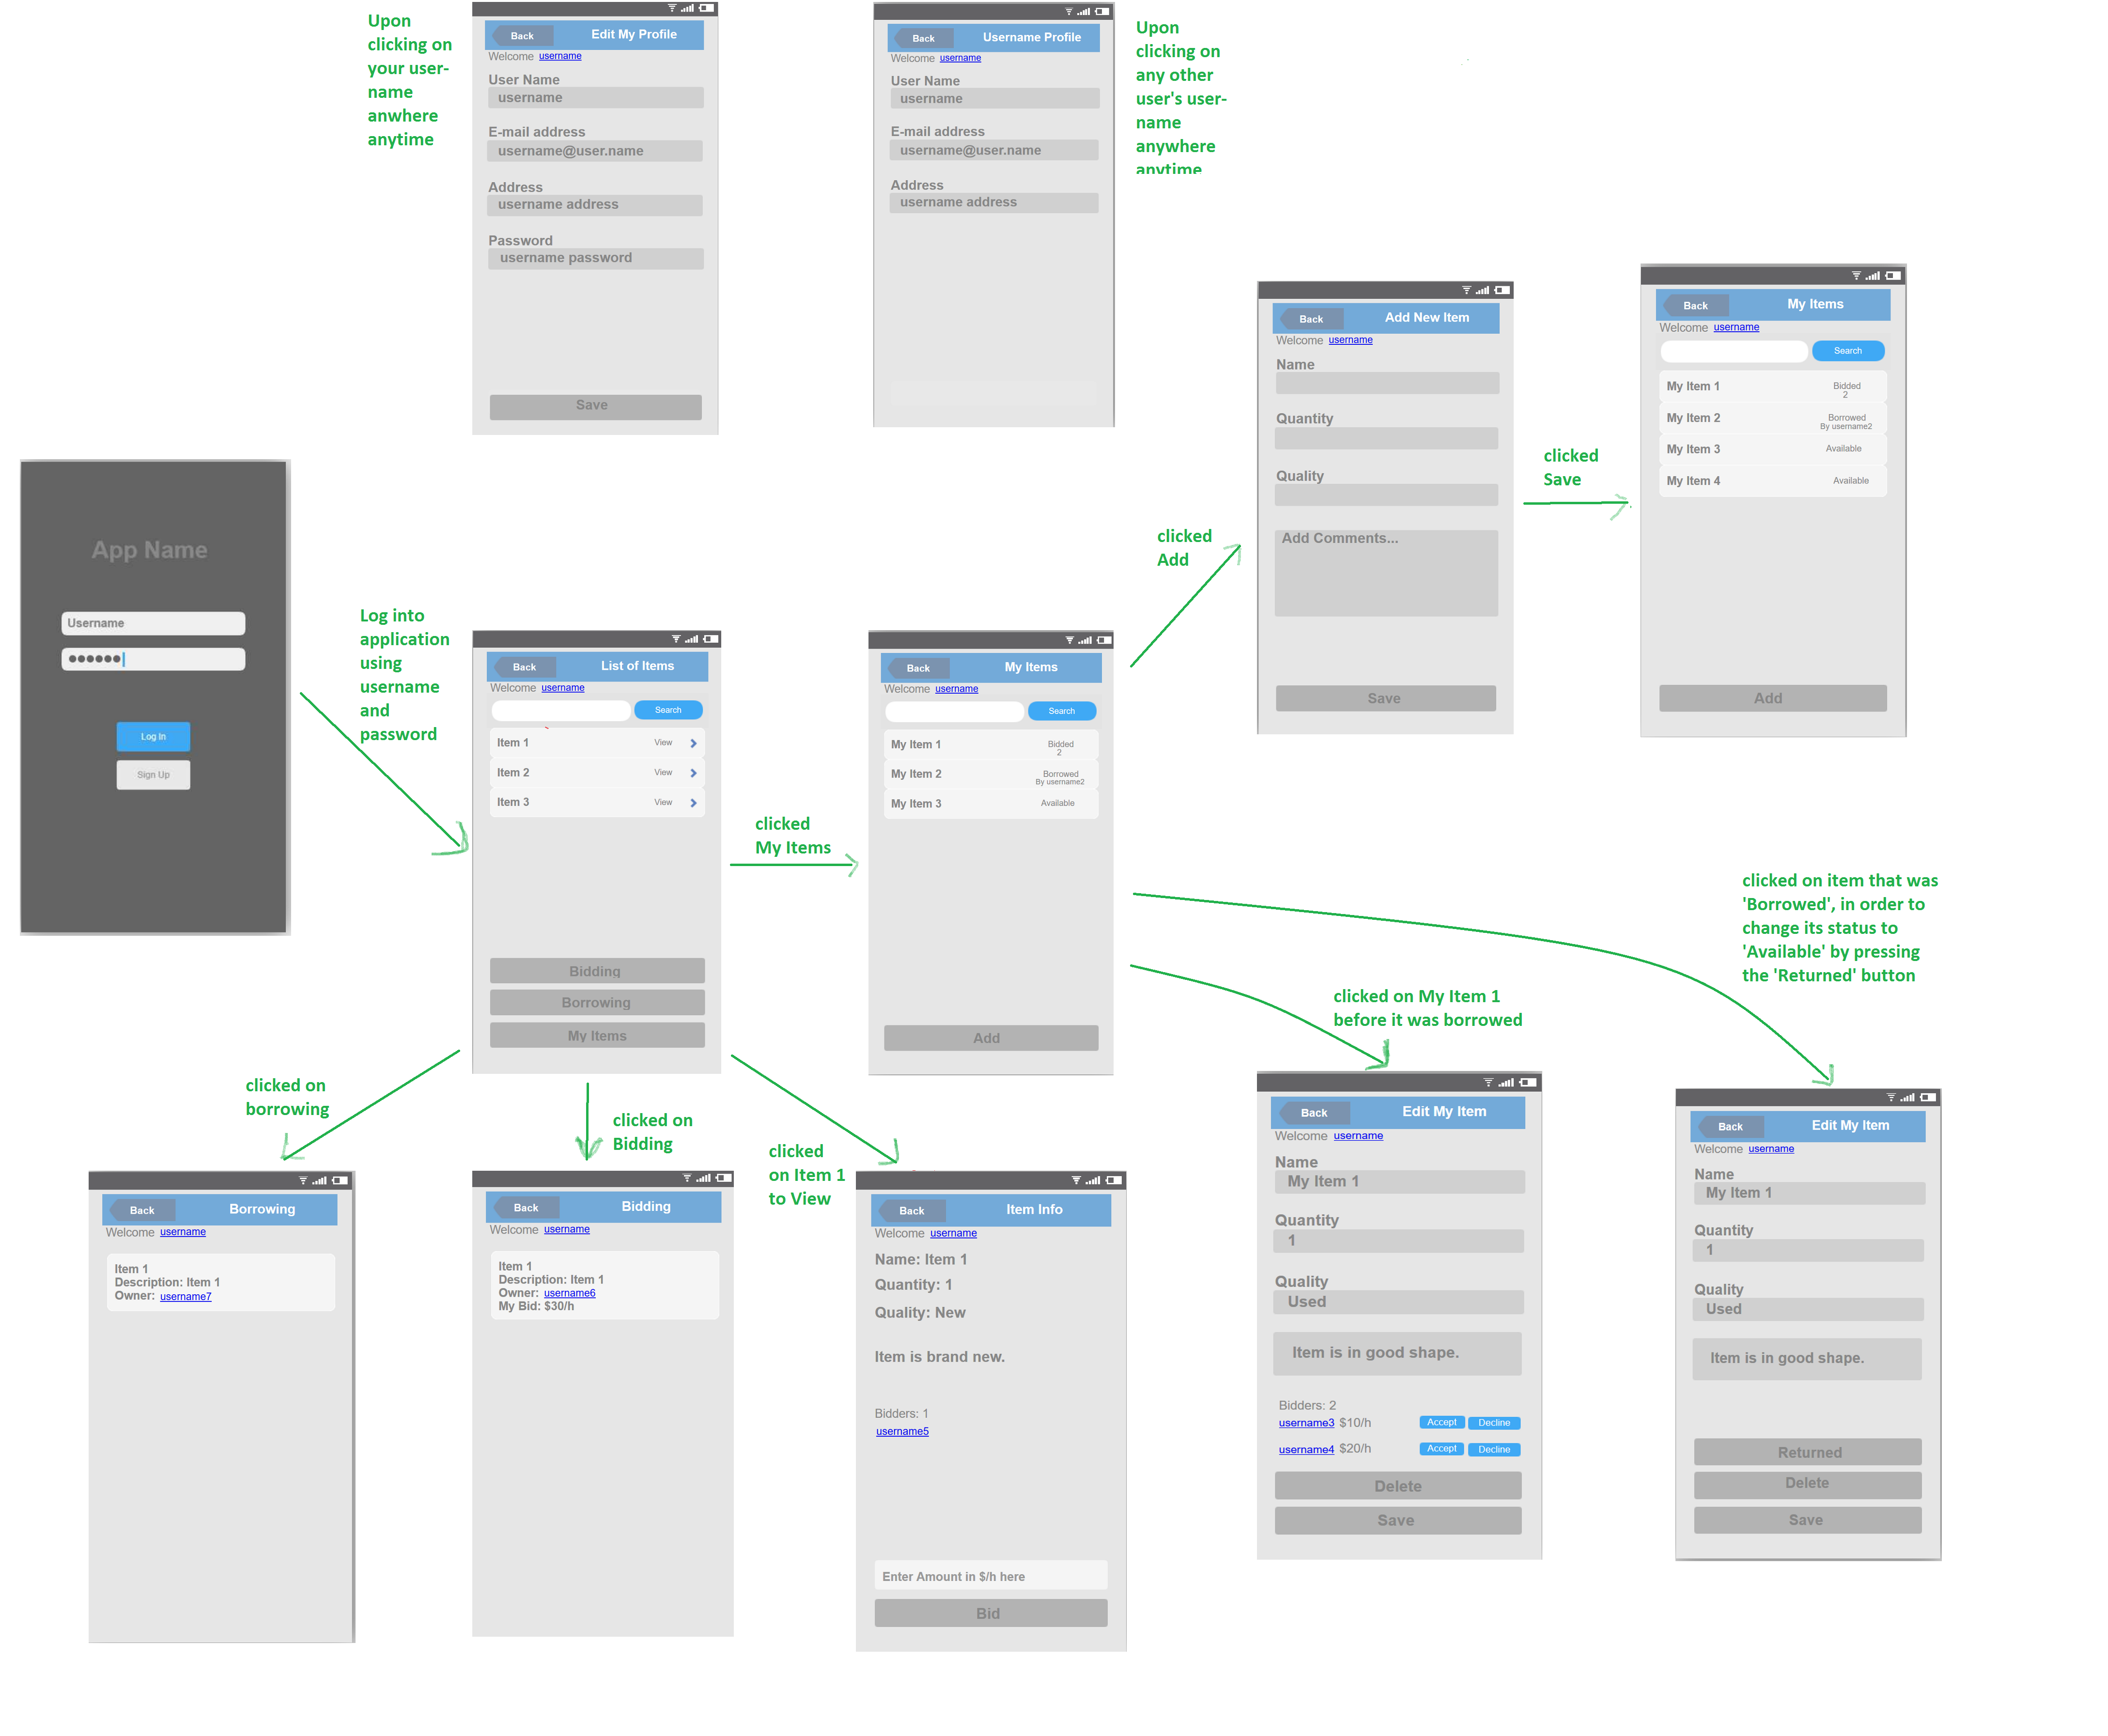 Upon
clicking on
your user-
name
anwhere
anytime
Back
Edit My Profile
Welcome username
User Name
username
E-mail address
username@user.name
Address
username address
Password
username password
Save
Back
Username Profile
Welcome username
User Name
username
E-mail address
username@user.name
Address
username address
Upon
clicking on
any other
user's user-
name
anywhere
anytime
App Name
Username
Log In
Sign Up
Log into
application
using
username
and
password
Back
List of Items
Welcome username
Search
Item 1 View
Item 2 View
Item 3 View
Bidding
Borrowing
My Items
clicked
My Items
Back
My Items
Welcome username
Search
My Item 1 Bidded
2
My Item 2 Borrowed
By username2
My Item 3 Available
Add
clicked
Add
Back
Add New Item
Welcome username
Name
Quantity
Quality
Add Comments...
Save
clicked
Save
Back
My Items
Welcome username
Search
My Item 1 Bidded
2
My Item 2 Borrowed
By username2
My Item 3 Available
My Item 4 Available
Add
clicked on
borrowing
Back
Borrowing
Welcome username
Item 1
Description: Item 1
Owner: username7
clicked on
Bidding
Back
Bidding
Welcome username
Item 1
Description: Item 1
Owner: username6
My Bid: $30/h
clicked
on Item 1
to View
Back
Item Info
Welcome username
Name: Item 1
Quantity: 1
Quality: New
Item is brand new.
Bidders: 1
username5
Enter Amount in $/h here
Bid
clicked on My Item 1
before it was borrowed
Back
Edit My Item
Welcome username
Name
My Item 1
Quantity
1
Quality
Used
Item is in good shape.
Bidders: 2
username3 $10/h Accept Decline
username4 $20/h Accept Decline
Delete
Save
clicked on item that was
'Borrowed', in order to
change its status to
'Available' by pressing
the 'Returned' button
Back
Edit My Item
Welcome username
Name
My Item 1
Quantity
1
Quality
Used
Item is in good shape.
Returned
Delete
Save